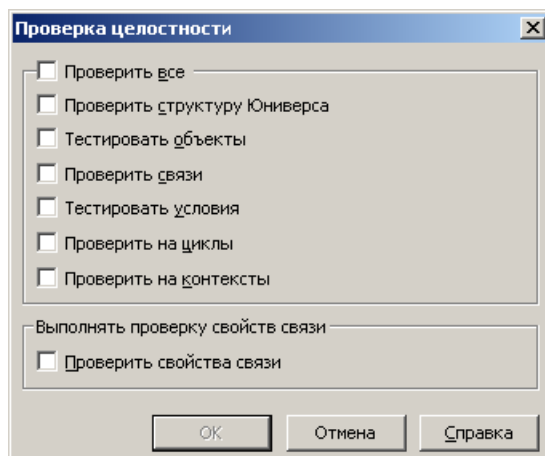 Проверка целостности
Проверить все
Проверить структуру Юниверса
Тестировать объекты
Проверить связи
Тестировать условия
Проверить на циклы
Проверить на контексты
Выполнять проверку свойств связи
Проверить свойства связи
OK
Отмена
Справка